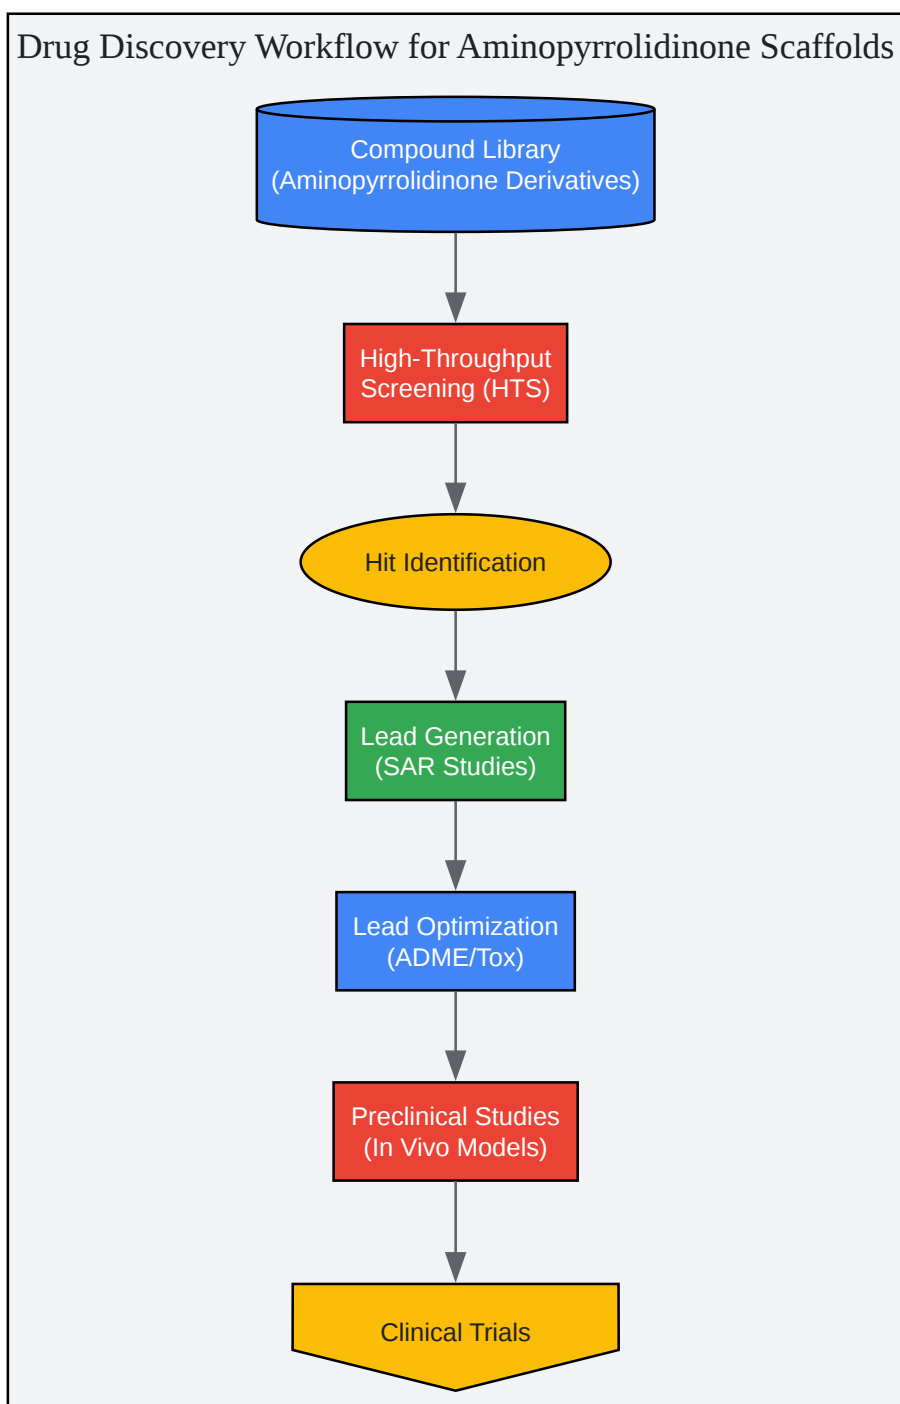 Drug Discovery Workflow for Aminopyrrolidinone Scaffolds
Compound Library
(Aminopyrrolidinone Derivatives)
High-Throughput
Screening (HTS)
Hit Identification
Lead Generation
(SAR Studies)
Lead Optimization
(ADME/Tox)
Preclinical Studies
(In Vivo Models)
Clinical Trials